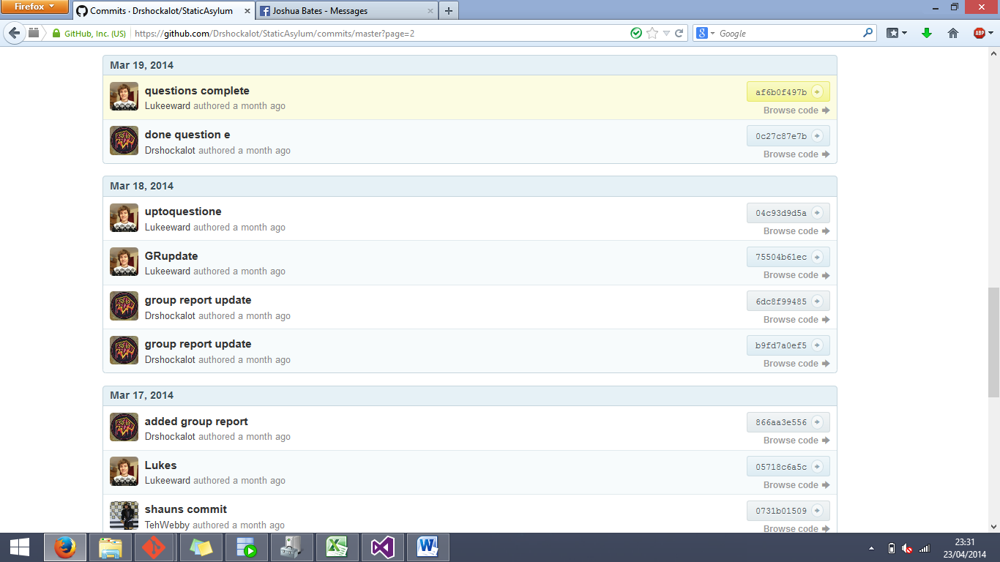 Firefox
Commits · Drshockalot/StaticAsylum
Joshua Bates - Messages
GitHub, Inc. (US)
https://github.com/Drshockalot/StaticAsylum/commits/master?page=2
Google
ABP
Mar 19, 2014
questions complete
af6b0f497b
Lukeeward authored a month ago
Browse code
done question e
0c27c87e7b
Drshockalot authored a month ago
Browse code
Mar 18, 2014
uptoquestione
04c93d9d5a
Lukeeward authored a month ago
Browse code
GRupdate
75504b61ec
Lukeeward authored a month ago
Browse code
group report update
6dc8f99485
Drshockalot authored a month ago
Browse code
group report update
b9fd7a0ef5
Drshockalot authored a month ago
Browse code
Mar 17, 2014
added group report
866aa3e556
Drshockalot authored a month ago
Browse code
Lukes
05718c6a5c
Lukeeward authored a month ago
Browse code
shauns commit
0731b01509
TehWebby authored a month ago
Browse code
23:31
23/04/2014